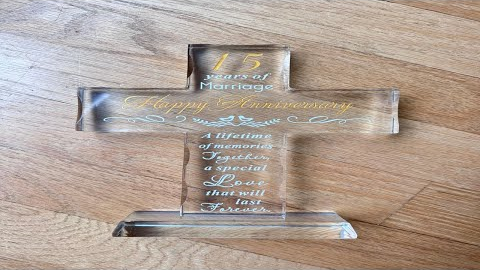 15
years of
Marriage
Happy Anniversary
A lifetime
of memories
Together,
a special
Love
that will
last
Forever.